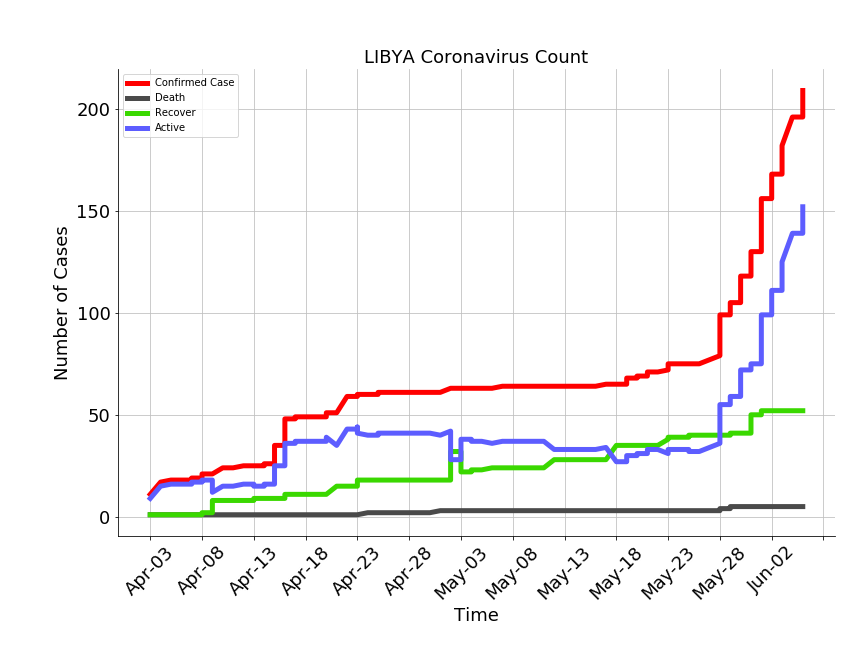 LIBYA Coronavirus Count
Confirmed Case
Death
Recover
Active
200
150
100
50
0
Number of Cases
Apr-03
Apr-08
Apr-13
Apr-18
Apr-23
Apr-28
May-03
May-08
May-13
May-18
May-23
May-28
Jun-02
Time